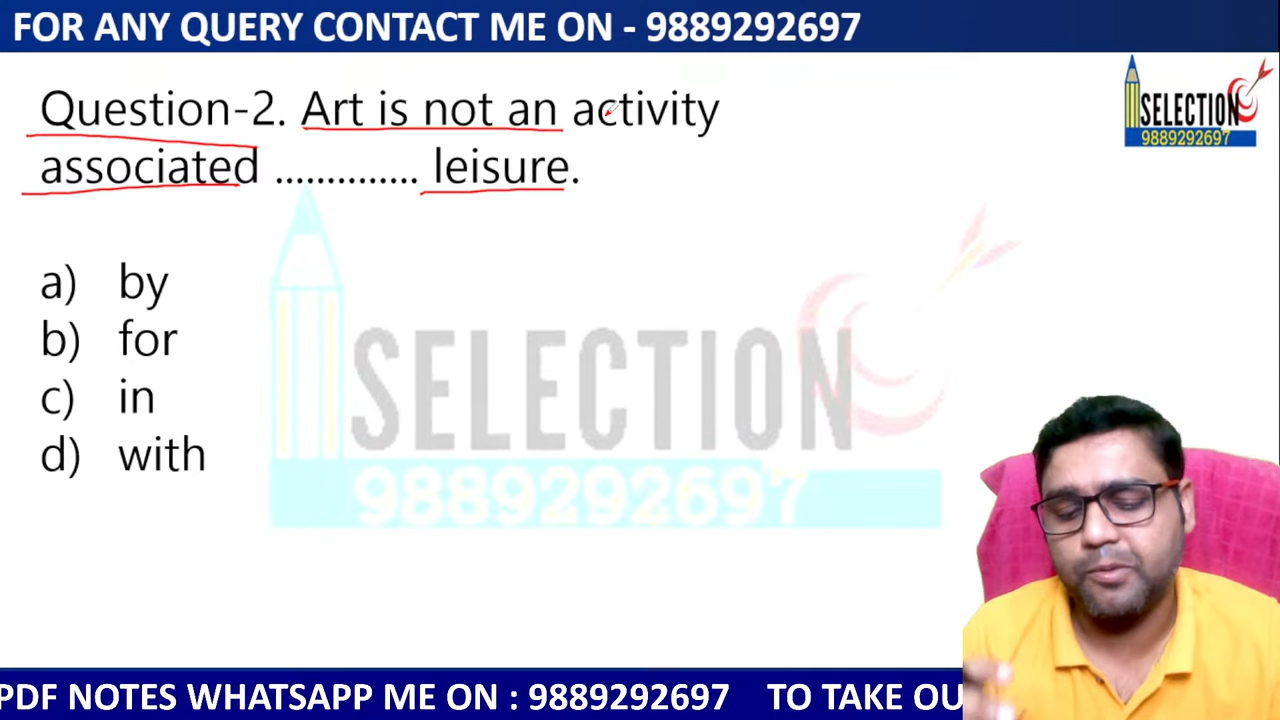 FOR ANY QUERY CONTACT ME ON - 9889292697
Question-2. Art is not an activity
associated .............. leisure.
SELECTION
9889292697
a) by
b) for
c) in
d) with
SELECTION
9889292697
PDF NOTES WHATSAPP ME ON : 9889292697 TO TAKE OU